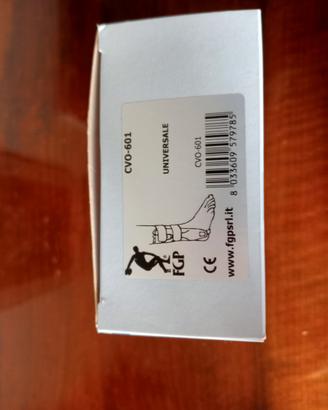 CVO-601
UNIVERSALE
CVO-601
8 033609 579785
FGP
CE
www.fgpsrl.it